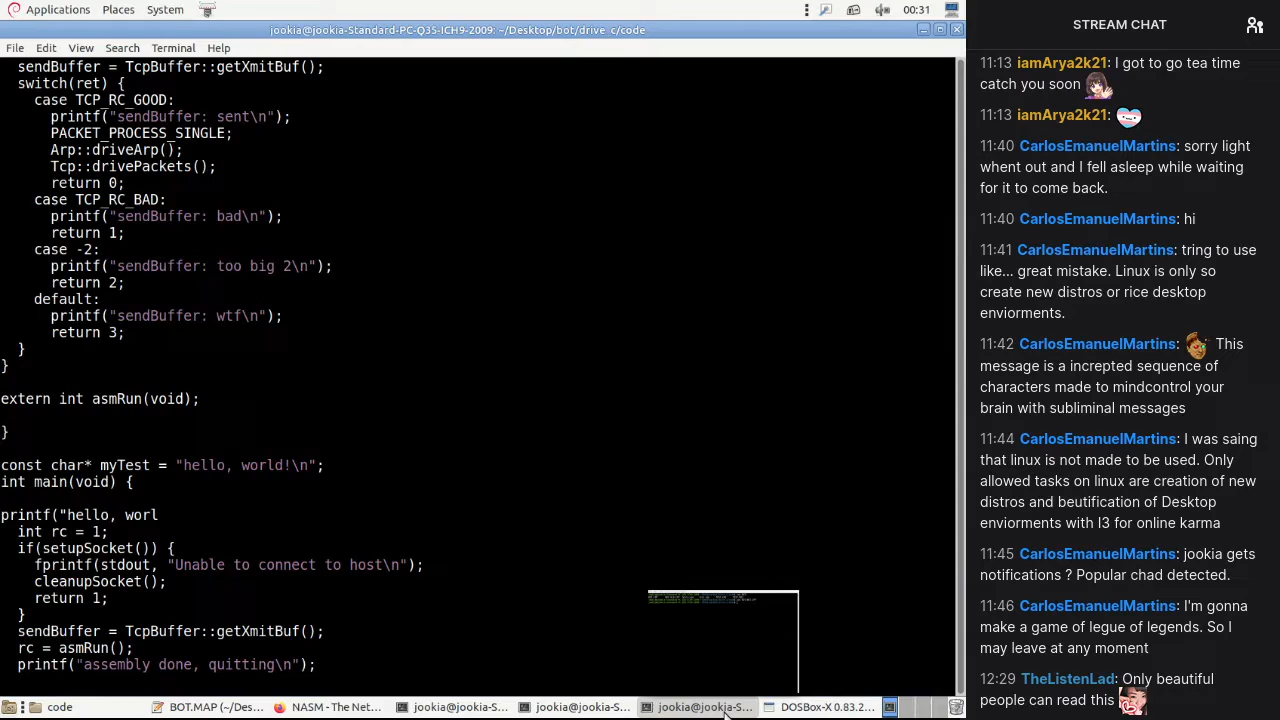 Applications Places System 00:31
jookia@jookia-Standard-PC-Q35-ICH9-2009: ~/Desktop/bot/drive_c/code
File Edit View Search Terminal Help
sendBuffer = TcpBuffer::getXmitBuf();
switch(ret) {
case TCP_RC_GOOD:
printf("sendBuffer: sent\n");
PACKET_PROCESS_SINGLE;
Arp::driveArp();
Tcp::drivePackets();
return 0;
case TCP_RC_BAD:
printf("sendBuffer: bad\n");
return 1;
case -2:
printf("sendBuffer: too big 2\n");
return 2;
default:
printf("sendBuffer: wtf\n");
return 3;
}
}
extern int asmRun(void);
}
const char* myTest = "hello, world!\n";
int main(void) {
printf("hello, worl
int rc = 1;
if(setupSocket()) {
fprintf(stdout, "Unable to connect to host\n");
cleanupSocket();
return 1;
}
sendBuffer = TcpBuffer::getXmitBuf();
rc = asmRun();
printf("assembly done, quitting\n");
code BOT.MAP (~/Des... NASM - The Net... jookia@jookia-S... jookia@jookia-S... jookia@jookia-S... DOSBox-X 0.83.2...
STREAM CHAT
11:13 iamArya2k21: I got to go tea time
catch you soon
11:13 iamArya2k21:
11:40 CarlosEmanuelMartins: sorry light
whent out and I fell asleep while waiting
for it to come back.
11:40 CarlosEmanuelMartins: hi
11:41 CarlosEmanuelMartins: tring to use
like... great mistake. Linux is only so
create new distros or rice desktop
enviorments.
11:42 CarlosEmanuelMartins: This
message is a increpted sequence of
characters made to mindcontrol your
brain with subliminal messages
11:44 CarlosEmanuelMartins: I was saing
that linux is not made to be used. Only
allowed tasks on linux are creation of new
distros and beutification of Desktop
enviorments with I3 for online karma
11:45 CarlosEmanuelMartins: jookia gets
notifications ? Popular chad detected.
11:46 CarlosEmanuelMartins: I'm gonna
make a game of legue of legends. So I
may leave at any moment
12:29 TheListenLad: Only beautiful
people can read this